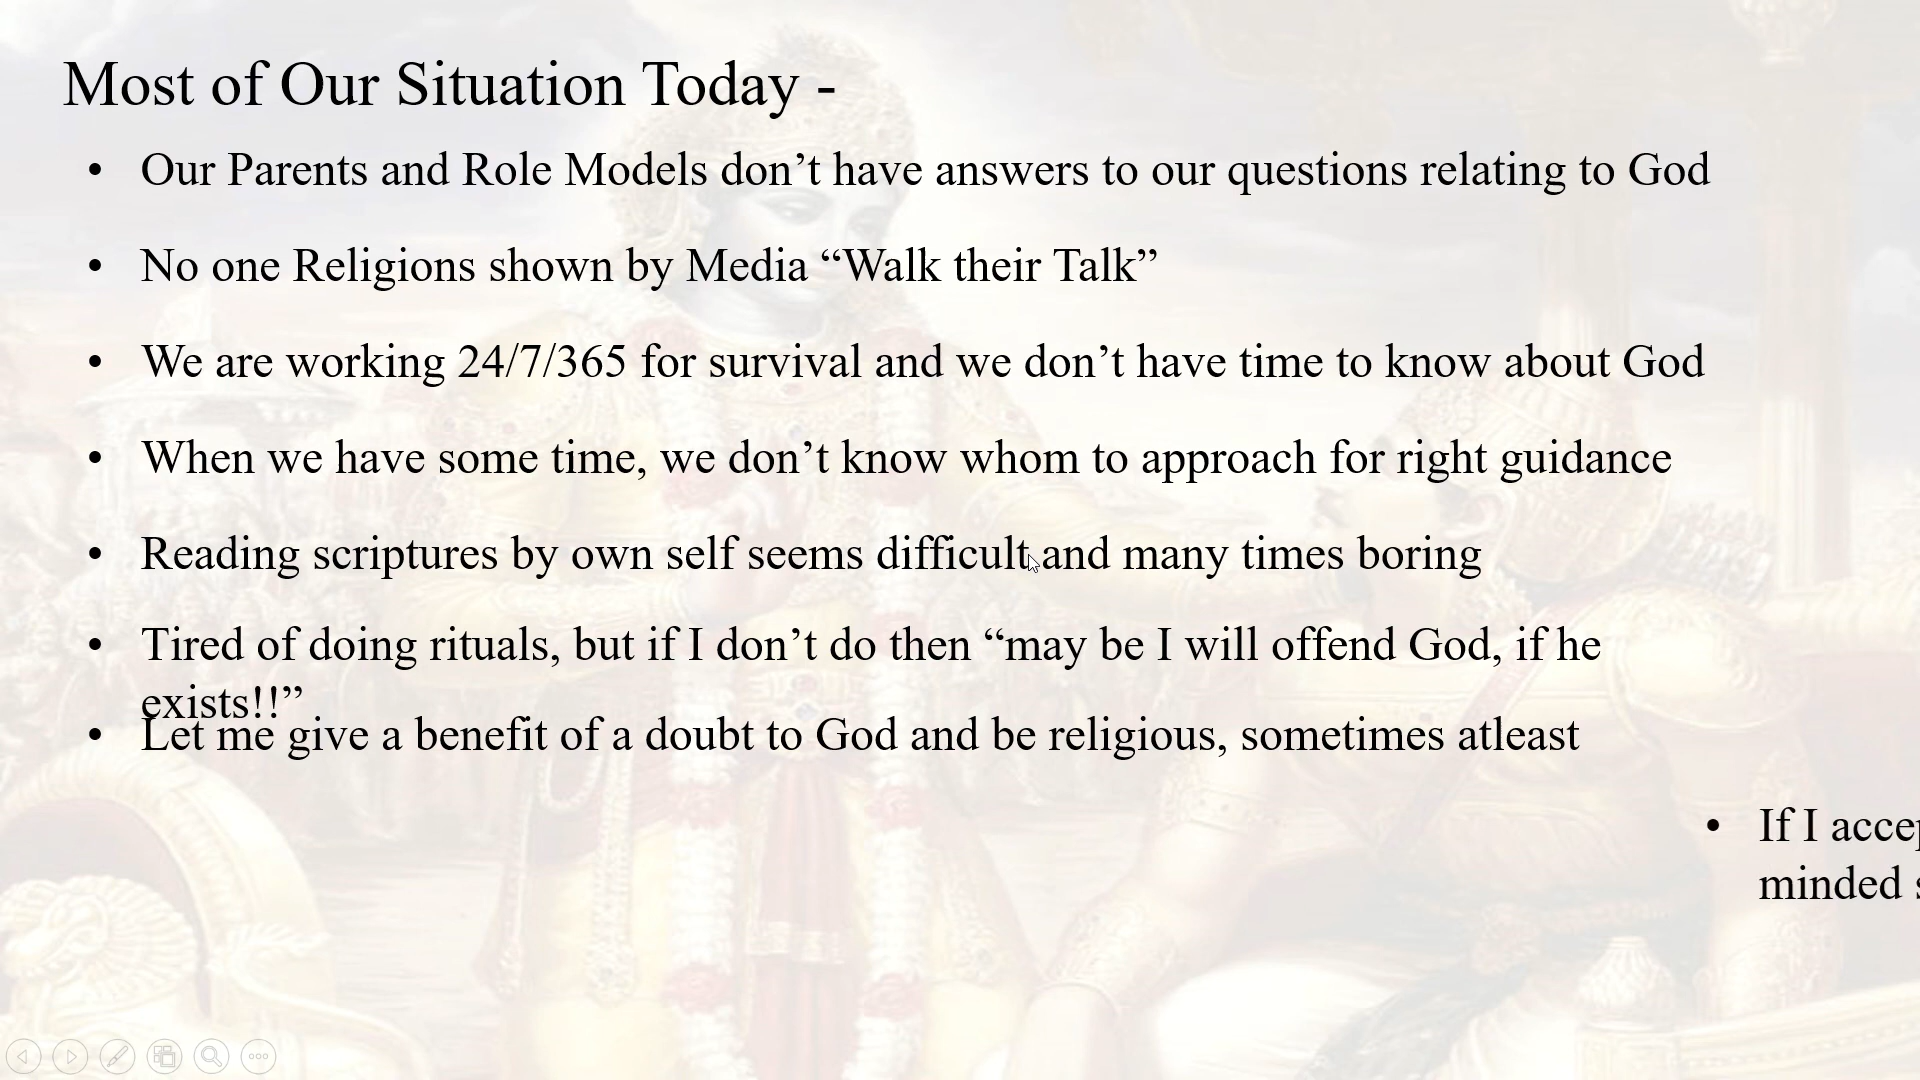 Most of Our Situation Today -
• Our Parents and Role Models don’t have answers to our questions relating to God
• No one Religions shown by Media “Walk their Talk”
• We are working 24/7/365 for survival and we don’t have time to know about God
• When we have some time, we don’t know whom to approach for right guidance
• Reading scriptures by own self seems difficult and many times boring
• Tired of doing rituals, but if I don’t do then “may be I will offend God, if he
exists!!”
• Let me give a benefit of a doubt to God and be religious, sometimes atleast
• If I
minded